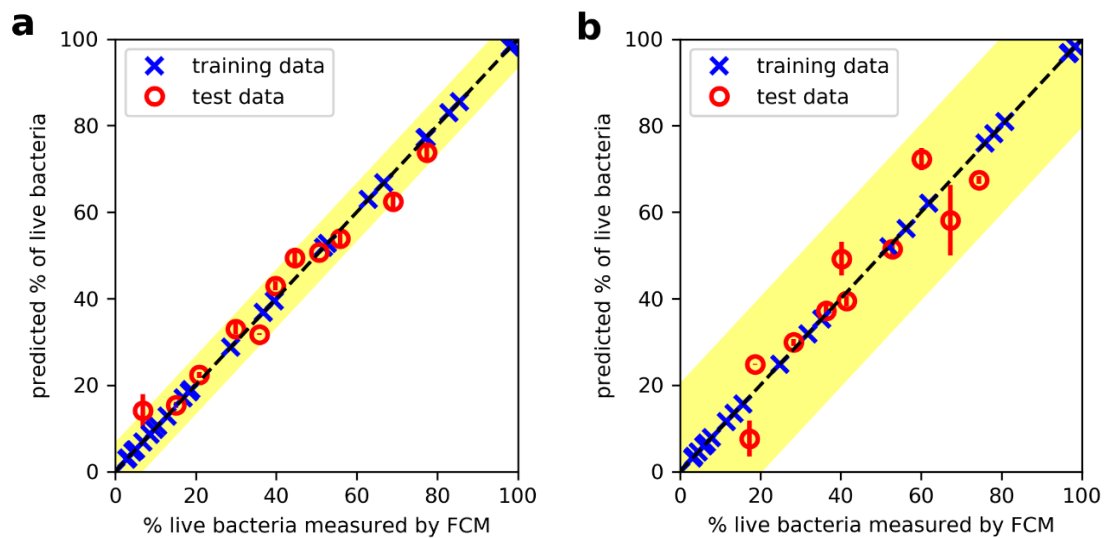 a
100
80
60
40
20
0
predicted % of live bacteria
training data
test data
0 20 40 60 80 100
% live bacteria measured by FCM
b
100
80
60
40
20
0
predicted % of live bacteria
training data
test data
0 20 40 60 80 100
% live bacteria measured by FCM